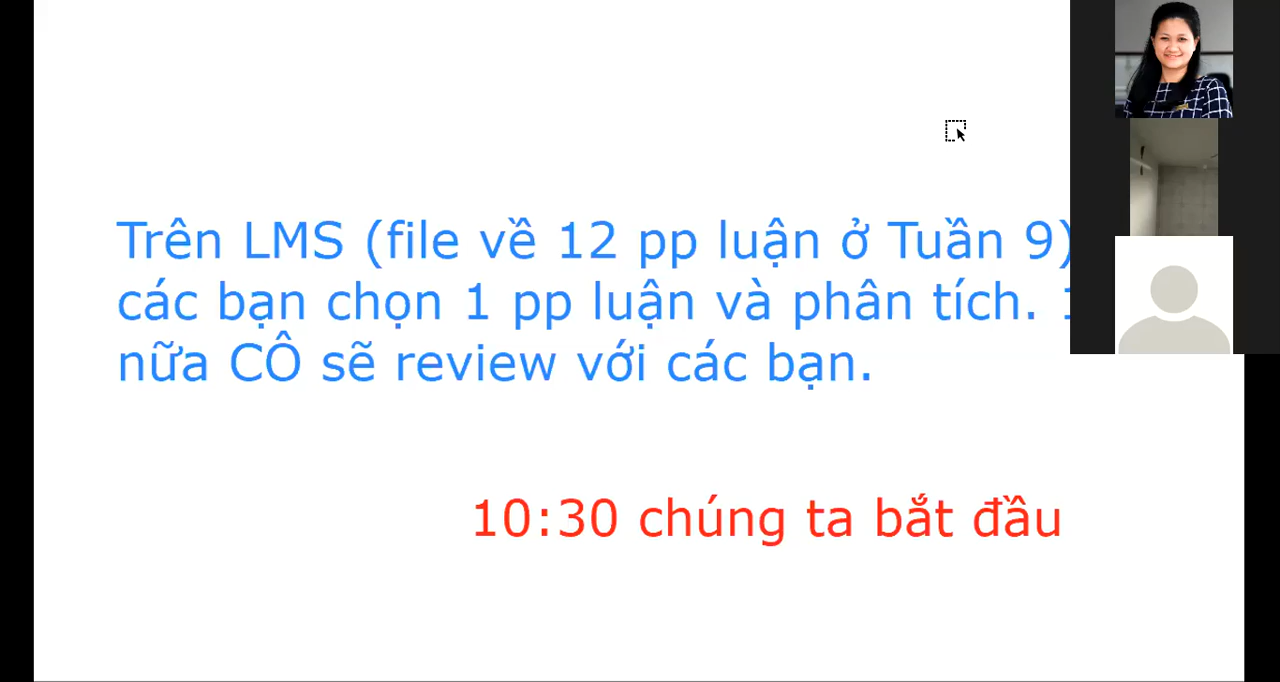 Trên LMS (file về 12 pp luận ở Tuần 9)
các bạn chọn 1 pp luận và phân tích.
nữa CÔ sẽ review với các bạn.
10:30 chúng ta bắt đầu